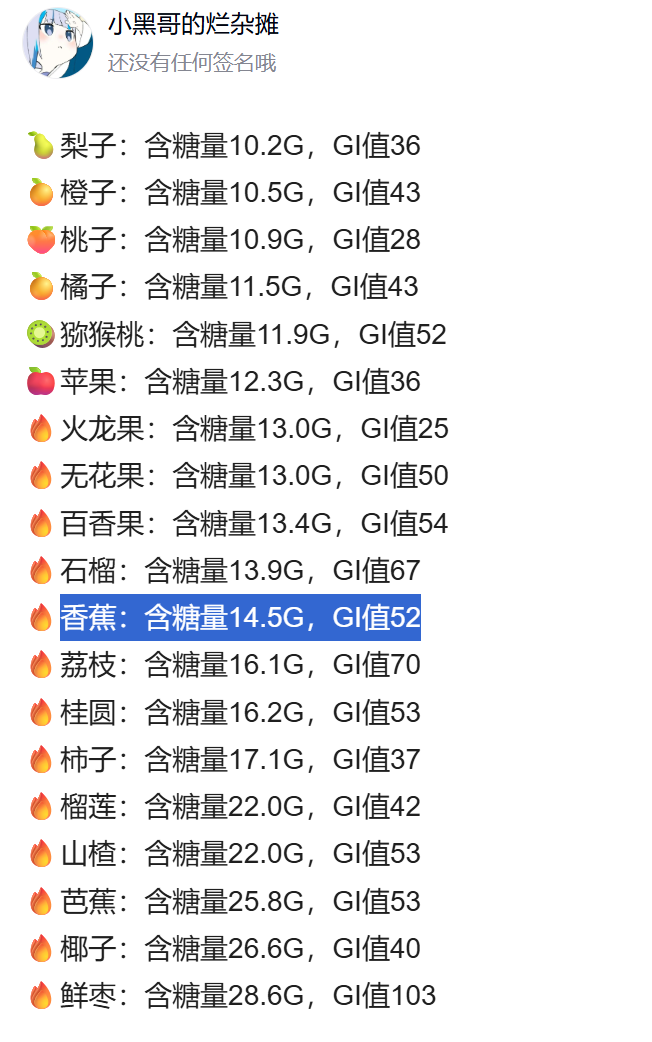 小黑哥的烂杂摊
还没有任何签名哦
🍐梨子：含糖量10.2G，GI值36
🍊橙子：含糖量10.5G，GI值43
🍑桃子：含糖量10.9G，GI值28
🍊橘子：含糖量11.5G，GI值43
🥝猕猴桃：含糖量11.9G，GI值52
🍎苹果：含糖量12.3G，GI值36
🔥火龙果：含糖量13.0G，GI值25
🔥无花果：含糖量13.0G，GI值50
🔥百香果：含糖量13.4G，GI值54
🔥石榴：含糖量13.9G，GI值67
🔥香蕉：含糖量14.5G，GI值52
🔥荔枝：含糖量16.1G，GI值70
🔥桂圆：含糖量16.2G，GI值53
🔥柿子：含糖量17.1G，GI值37
🔥榴莲：含糖量22.0G，GI值42
🔥山楂：含糖量22.0G，GI值53
🔥芭蕉：含糖量25.8G，GI值53
🔥椰子：含糖量26.6G，GI值40
🔥鲜枣：含糖量28.6G，GI值103